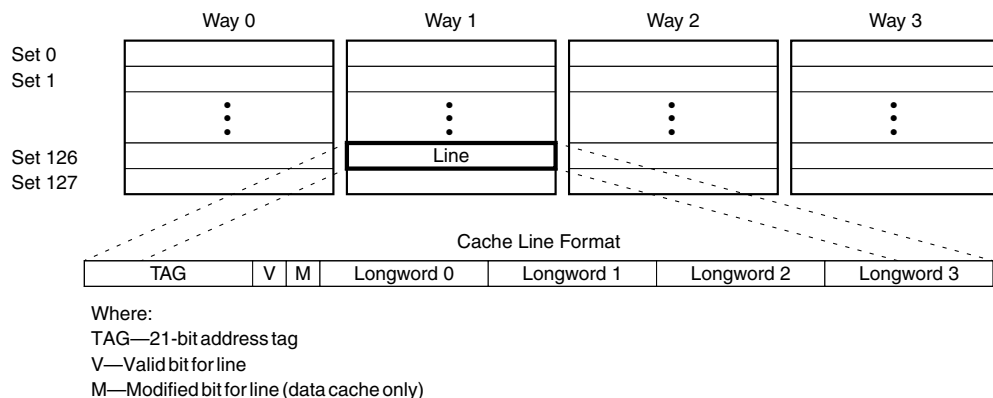 Way 0 Way 1 Way 2 Way 3
Set 0
Set 1
Set 126 Line
Set 127
Cache Line Format
TAG V M Longword 0 Longword 1 Longword 2 Longword 3
Where:
TAG—21-bit address tag
V—Valid bit for line
M—Modified bit for line (data cache only)